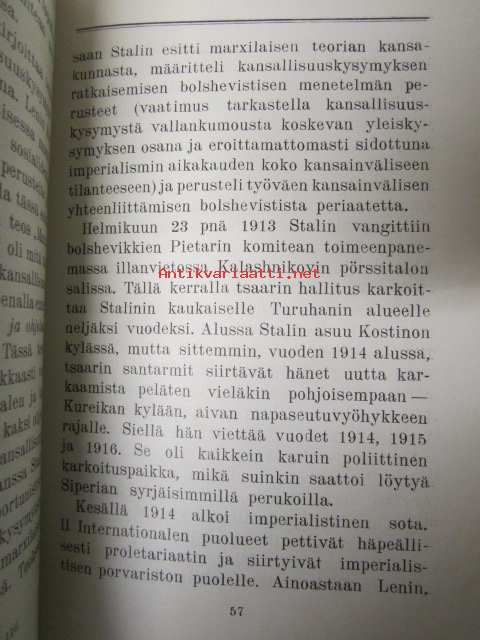 saan Stalin esitti marxilaisen teorian kansa-
kunnasta, määritteli kansallisuuskysymyksen
ratkaisemisen bolshevistisen menetelmän pe-
rusteet (vaatimus tarkastella kansallisuus-
kysymystä vallankumousta koskevan yleisky-
symyksen osana ja eroittamattomasti sidottuna
imperialismin aikakauden koko kansainväliseen
tilanteeseen) ja perusteli työväen kansainvälisen
yhteenliittämisen bolshevistista periaatetta.
Helmikuun 23 pnä 1913 Stalin vangittiin
bolshevikkien Pietarin komitean toimeenpane-
massa illanvietossa Kalashnikovin pörssitalon
salissa. Tällä kerralla tsaarin hallitus karkoit-
taa Stalinin kaukaiselle Turuhanin alueelle
neljäksi vuodeksi. Alussa Stalin asuu Kostinon
kylässä, mutta sittemmin, vuoden 1914 alussa,
tsaarin santarmit siirtävät hänet uutta kar-
kaamista peläten vieläkin pohjoisempaan —
Kureikan kylään, aivan napaseutuvyöhykkeen
rajalle. Siellä hän viettää vuodet 1914, 1915
ja 1916. Se oli kaikkein karuin poliittinen
karkoituspaikka, mikä suinkin saattoi löytyä
Siperian syrjäisimmillä perukoilla.
Kesällä 1914 alkoi imperialistinen sota.
II Internationalen puolueet pettivät häpeälli-
sesti proletariaatin ja siirtyivät imperialis-
tisen porvariston puolelle. Ainoastaan Lenin,
57
Antikvariaatti.net